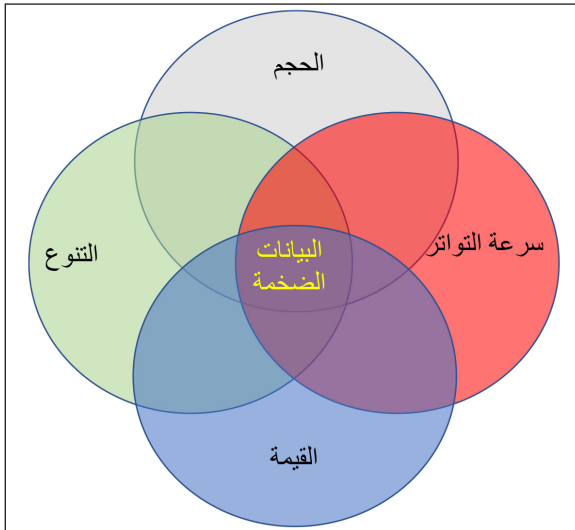 الحجم
سرعة التواتر
البيانات
الضخمة
التنوع
القيمة